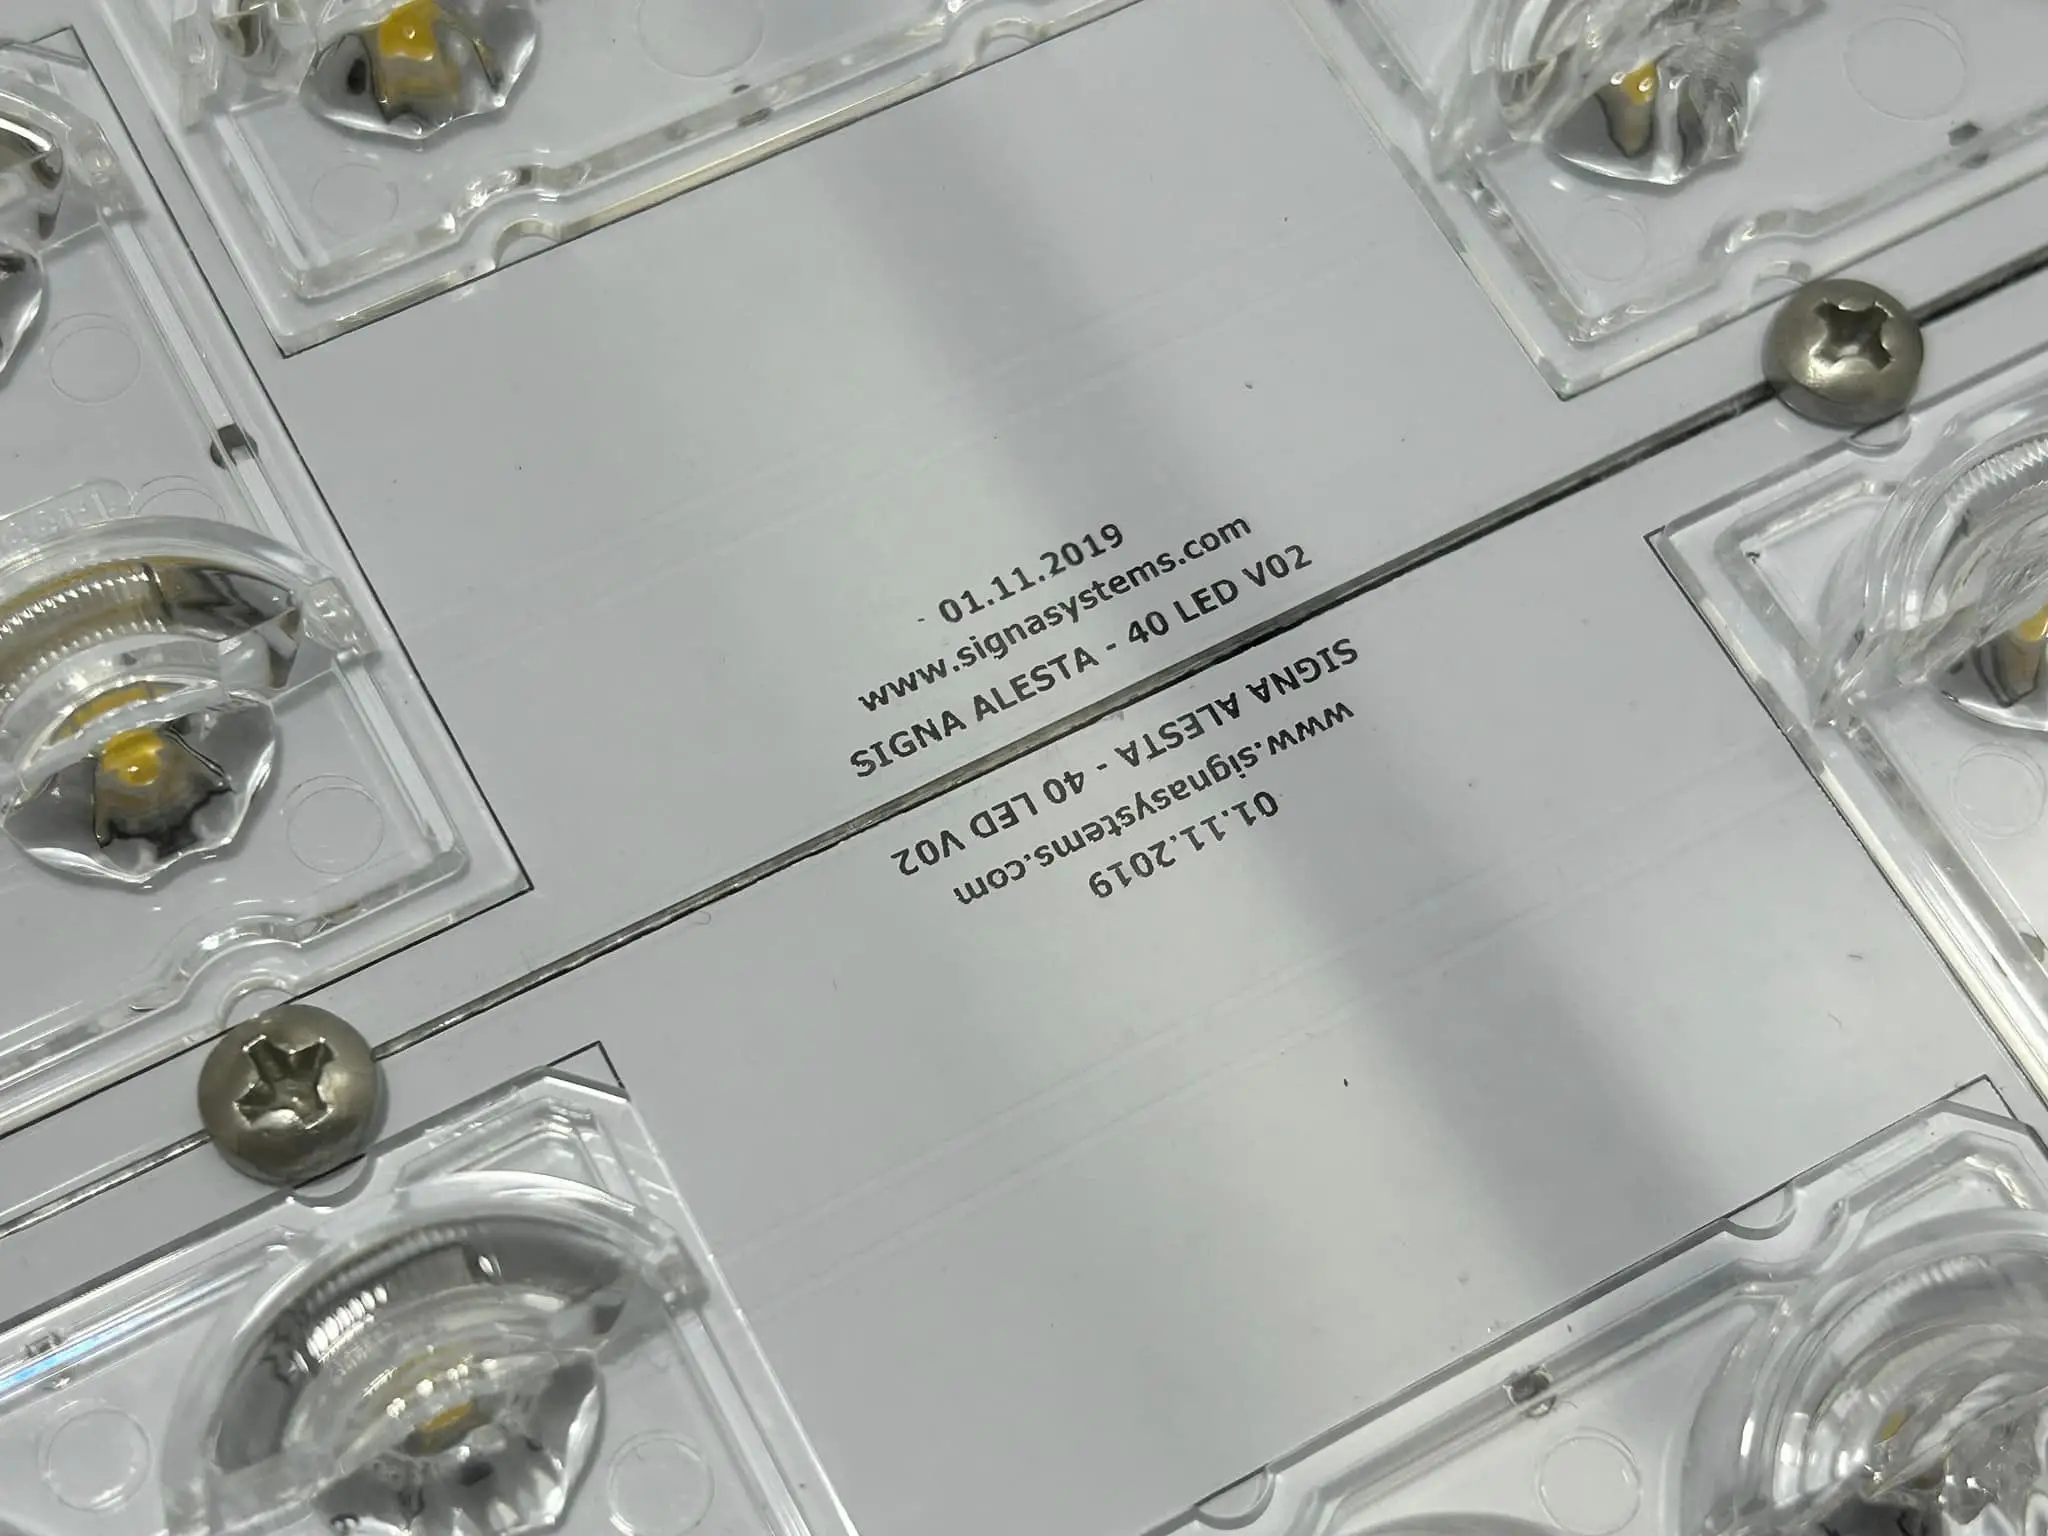 01.11.2019
www.signasystems.com
SIGNA ALESTA - 40 LED V02
SIGNA ALESTA - 40 LED V02
www.signasystems.com
01.11.2019